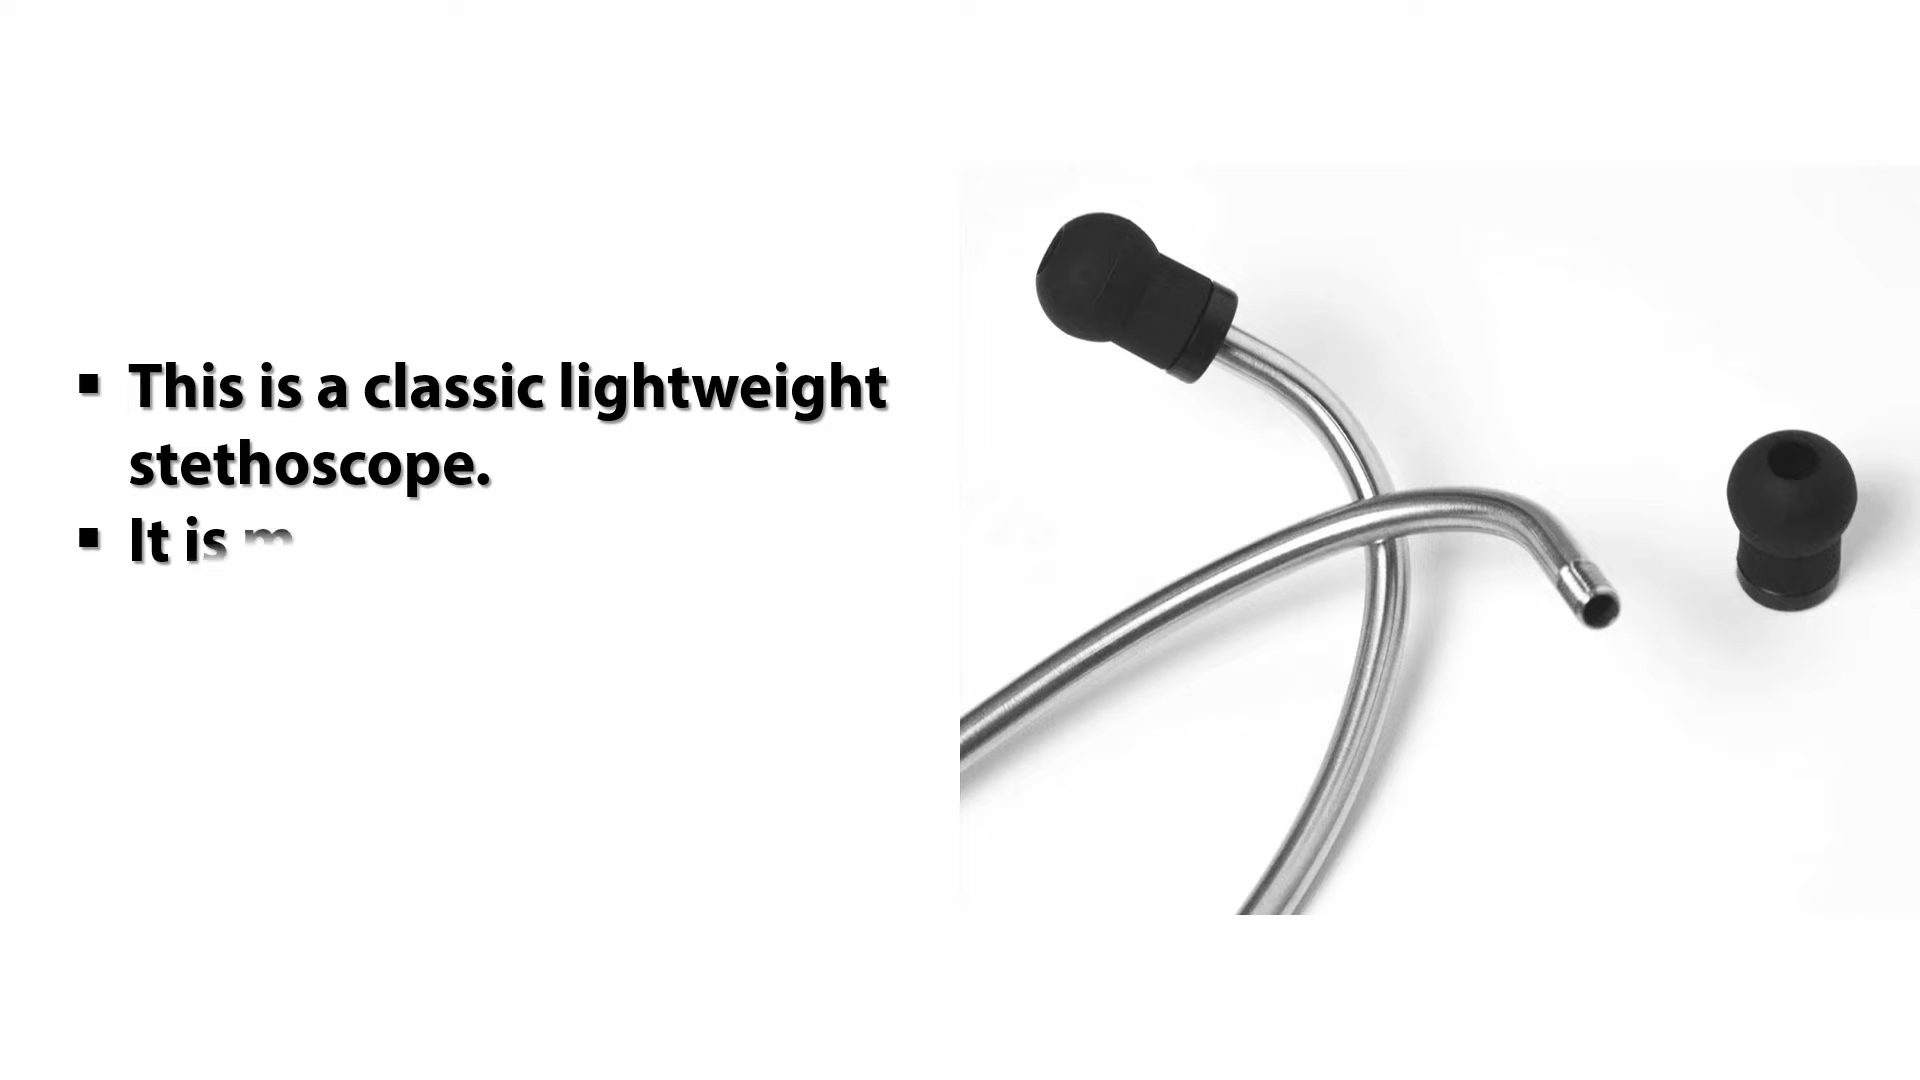 ▪ This is a classic lightweight
stethoscope.
▪ It is